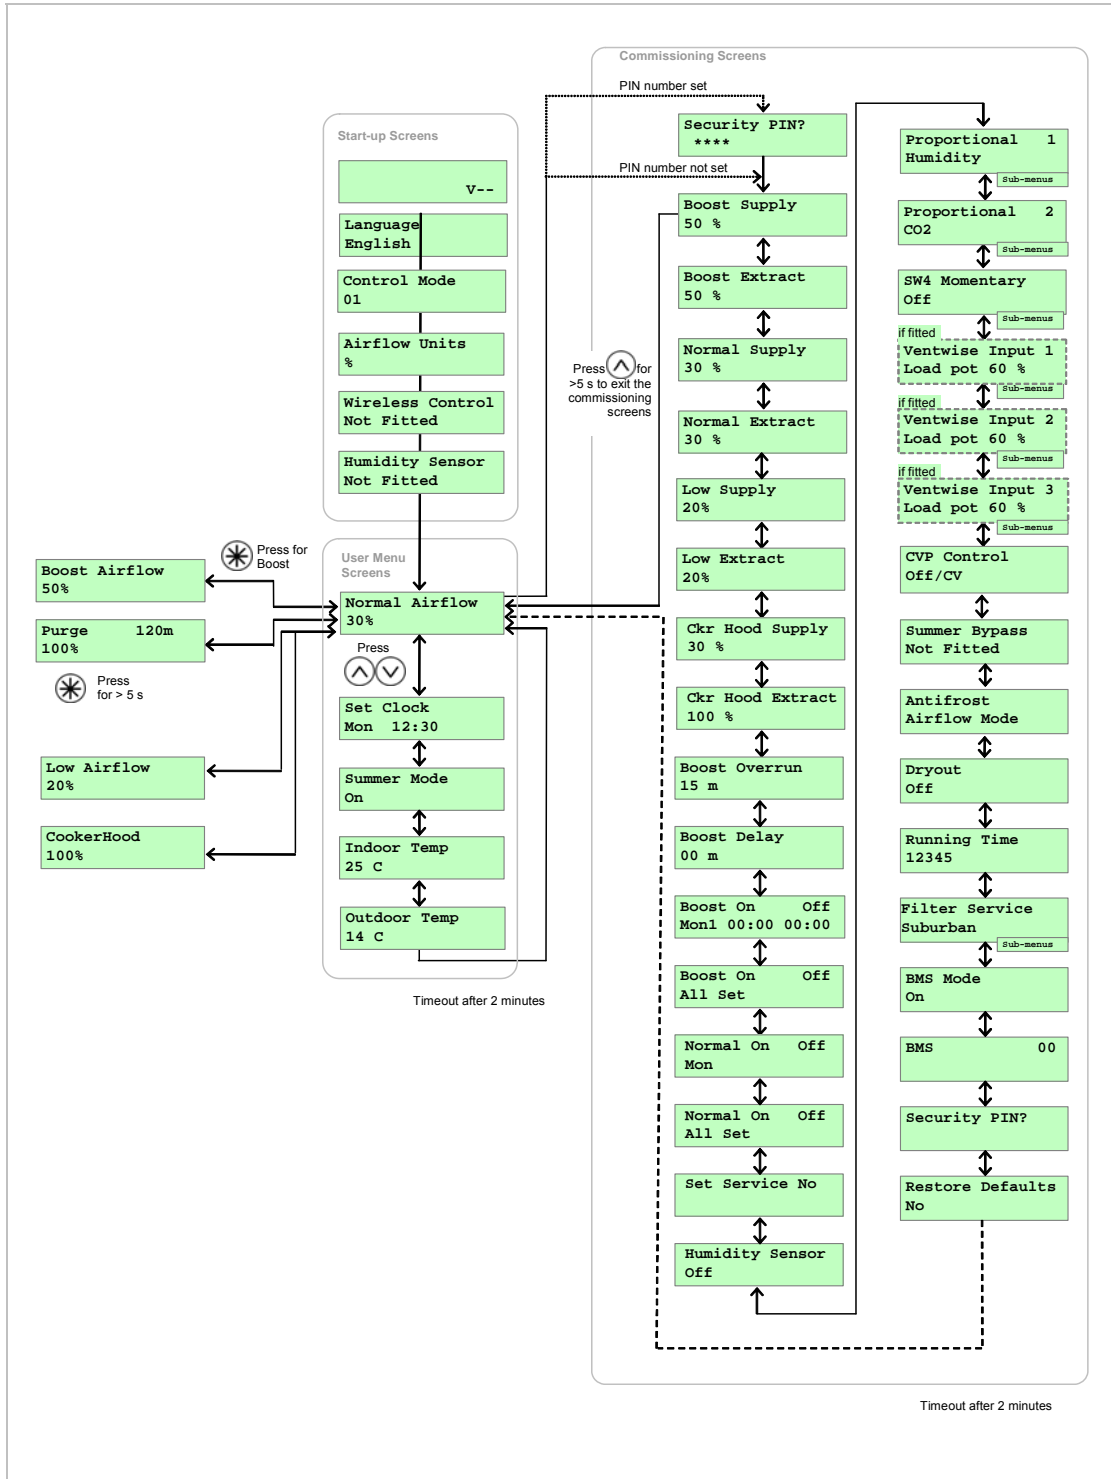 Commissioning Screens
PIN number set
Security PIN?
****
PIN number not set
Start-up Screens
V--
Language
English
Control Mode
01
Airflow Units
%
Wireless Control
Not Fitted
Humidity Sensor
Not Fitted
User Menu
Screens
Normal Airflow
30%
Press
Set Clock
Mon 12:30
Summer Mode
On
Indoor Temp
25 C
Outdoor Temp
14 C
Timeout after 2 minutes
Press for
Boost
Boost Airflow
50%
Purge 120m
100%
Press
for > 5 s
Low Airflow
20%
CookerHood
100%
Press for
>5 s to exit the
commissioning
screens
Boost Supply
50 %
Boost Extract
50 %
Normal Supply
30 %
Normal Extract
30 %
Low Supply
20%
Low Extract
20%
Ckr Hood Supply
30 %
Ckr Hood Extract
100 %
Boost Overrun
15 m
Boost Delay
00 m
Boost On Off
Mon1 00:00 00:00
Boost On Off
All Set
Normal On Off
Mon
Normal On Off
All Set
Set Service No
Humidity Sensor
Off
Proportional 1
Humidity
Sub-menus
Proportional 2
CO2
Sub-menus
SW4 Momentary
Off
Sub-menus
if fitted
Ventwise Input 1
Load pot 60 %
Sub-menus
if fitted
Ventwise Input 2
Load pot 60 %
Sub-menus
if fitted
Ventwise Input 3
Load pot 60 %
Sub-menus
CVP Control
Off/CV
Summer Bypass
Not Fitted
Antifrost
Airflow Mode
Dryout
Off
Running Time
12345
Filter Service
Suburban
Sub-menus
BMS Mode
On
BMS 00
Security PIN?
Restore Defaults
No
Timeout after 2 minutes